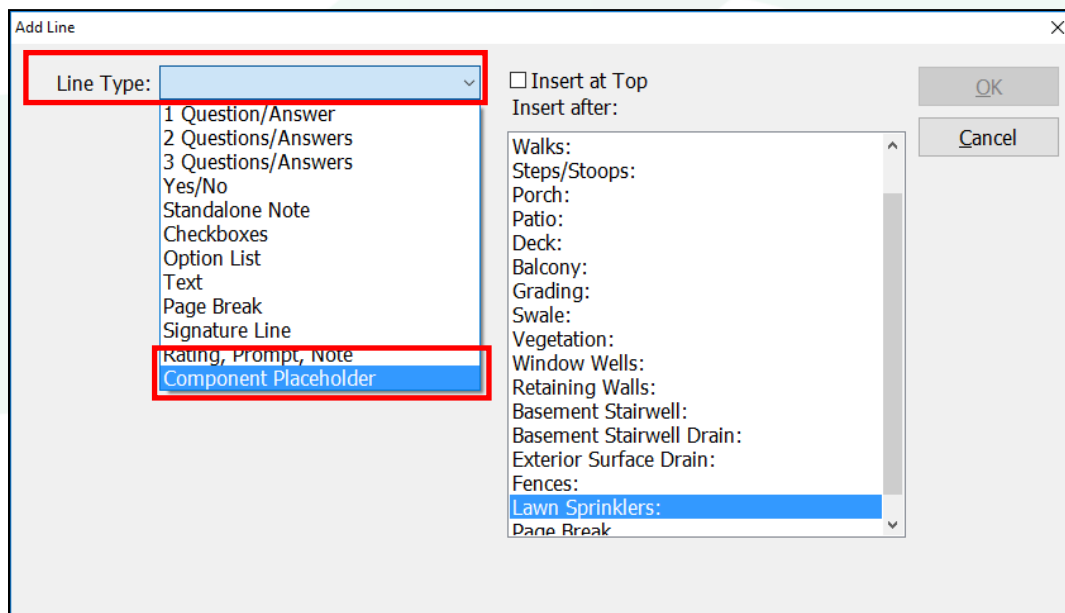 Add Line
Line Type:
1 Question/Answer
2 Questions/Answers
3 Questions/Answers
Yes/No
Standalone Note
Checkboxes
Option List
Text
Page Break
Signature Line
Rating, Prompt, Note
Component Placeholder
Insert at Top
Insert after:
Walks:
Steps/Stoops:
Porch:
Patio:
Deck:
Balcony:
Grading:
Swale:
Vegetation:
Window Wells:
Retaining Walls:
Basement Stairwell:
Basement Stairwell Drain:
Exterior Surface Drain:
Fences:
Lawn Sprinklers:
Page Break
OK
Cancel